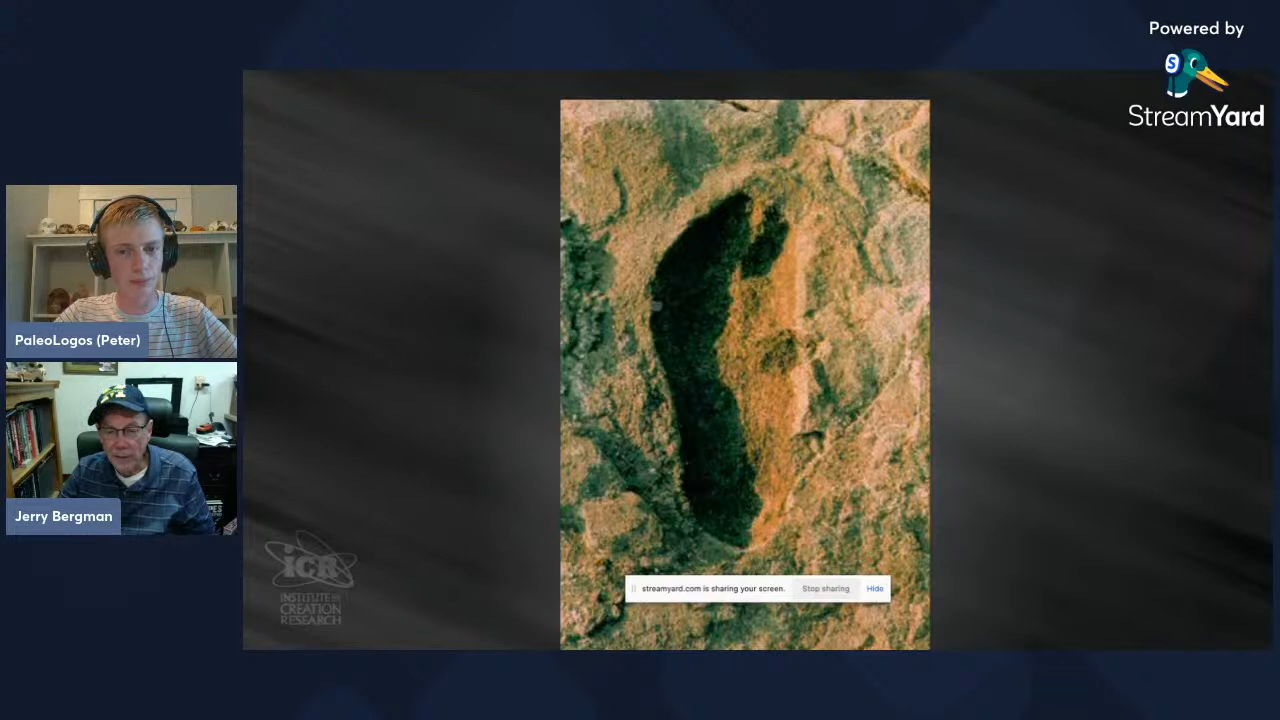 Powered by
S
StreamYard
PaleoLogos (Peter)
Jerry Bergman
ICR
INSTITUTE for
CREATION
RESEARCH
streamyard.com is sharing your screen.
Stop sharing
Hide